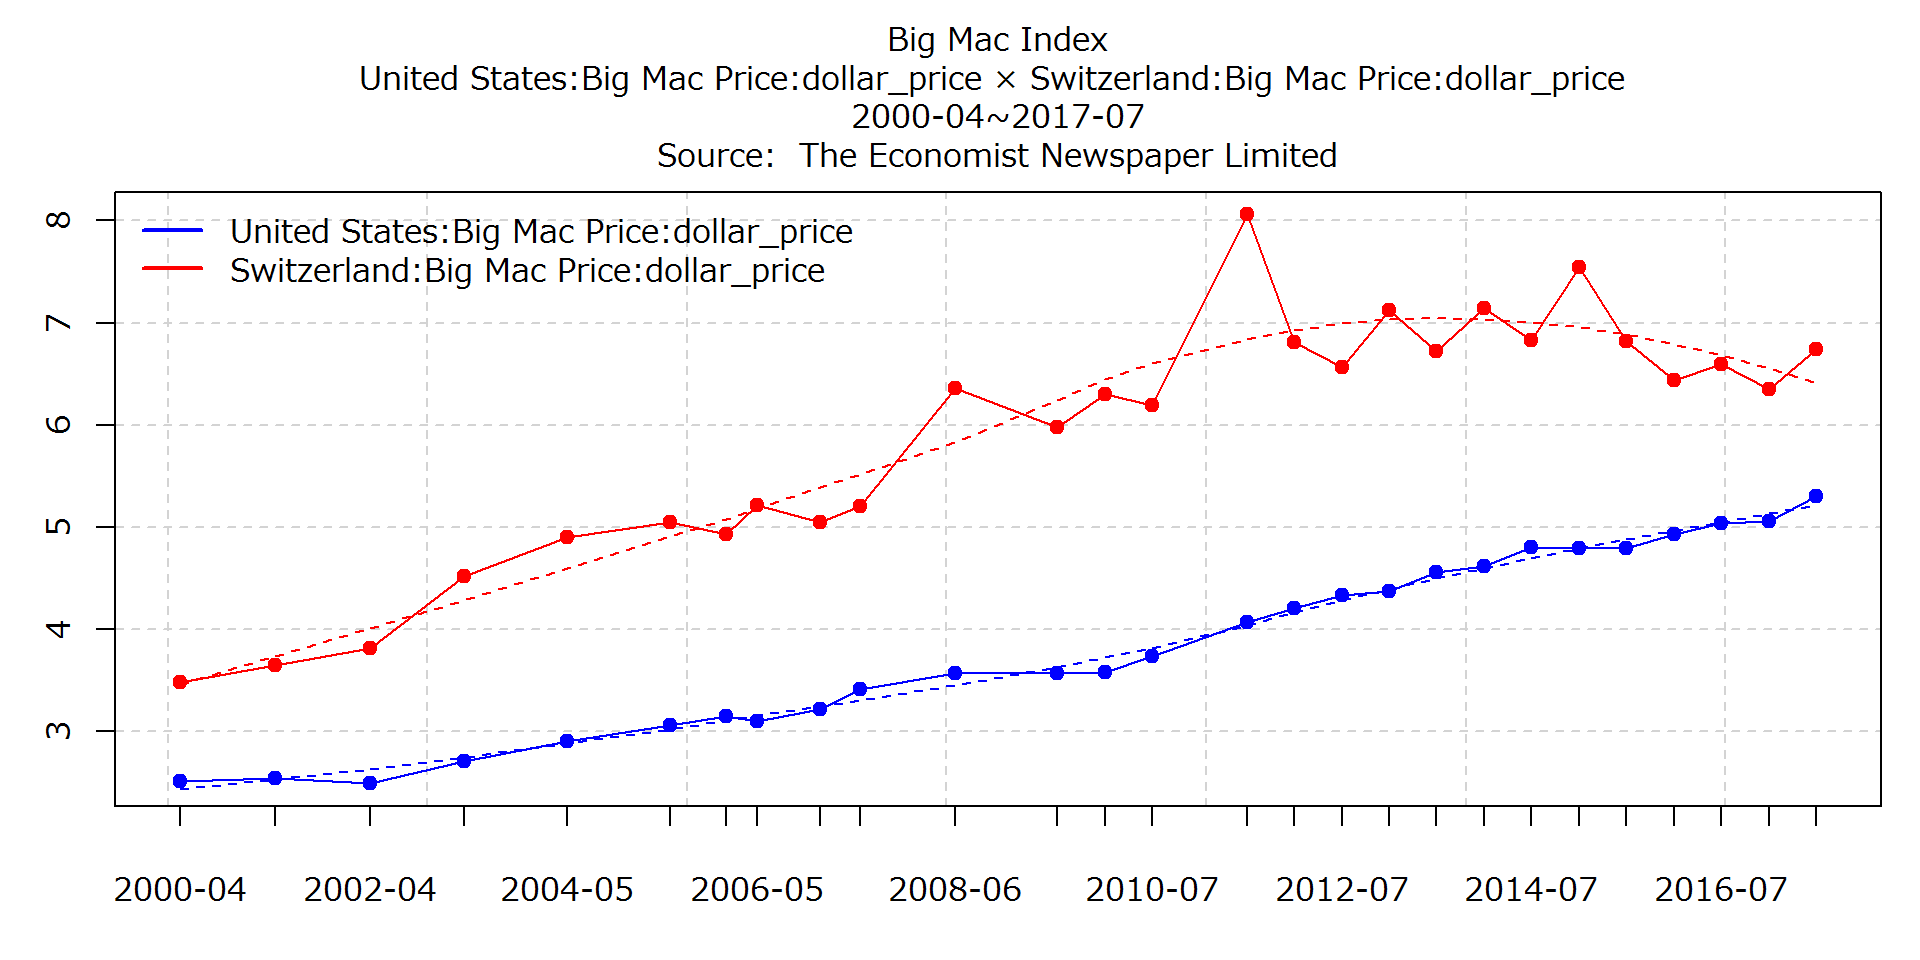 Big Mac Index
United States:Big Mac Price:dollar_price × Switzerland:Big Mac Price:dollar_price
2000-04~2017-07
Source:  The Economist Newspaper Limited
United States:Big Mac Price:dollar_price
Switzerland:Big Mac Price:dollar_price
8
7
6
5
4
3
2000-04 2002-04 2004-05 2006-05 2008-06 2010-07 2012-07 2014-07 2016-07